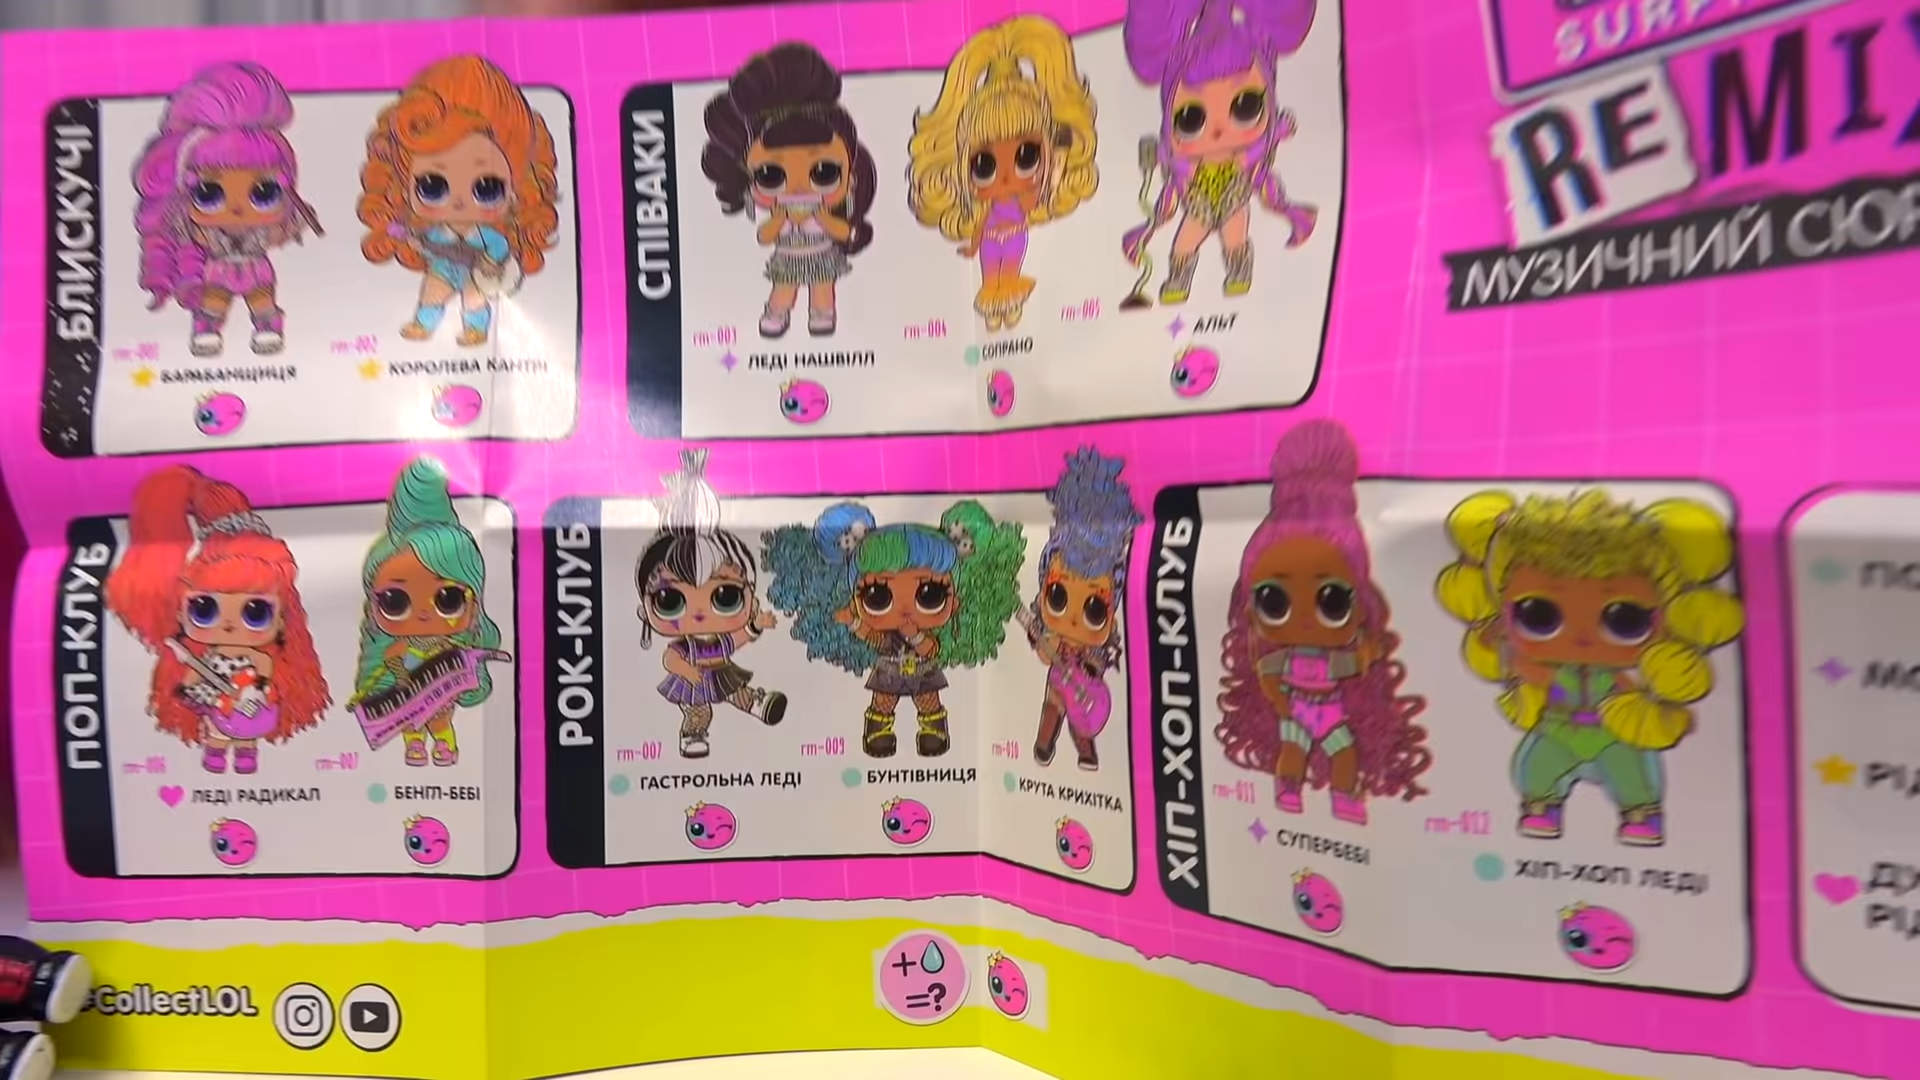 REMIX
МУЗИЧНИЙ
БЛИСКУЧІ
rm-001
БАРАБАНЩИЦЯ
rm-002
КОРОЛЕВА КАНТРІ
СПІВАКИ
rm-003
ЛЕДІ НАШВІЛЛ
rm-004
СОПРАНО
rm-005
АЛЬТ
ПОП-КЛУБ
rm-006
ЛЕДІ РАДИКАЛ
rm-007
БЕНГЛ-БЕБІ
РОК-КЛУБ
rm-007
ГАСТРОЛЬНА ЛЕДІ
rm-009
БУНТІВНИЦЯ
rm-010
КРУТА КРИХІТКА
ХІП-ХОП-КЛУБ
rm-011
СУПЕРБЕБІ
rm-012
ХІП-ХОП ЛЕДІ
#CollectLOL
+
=?